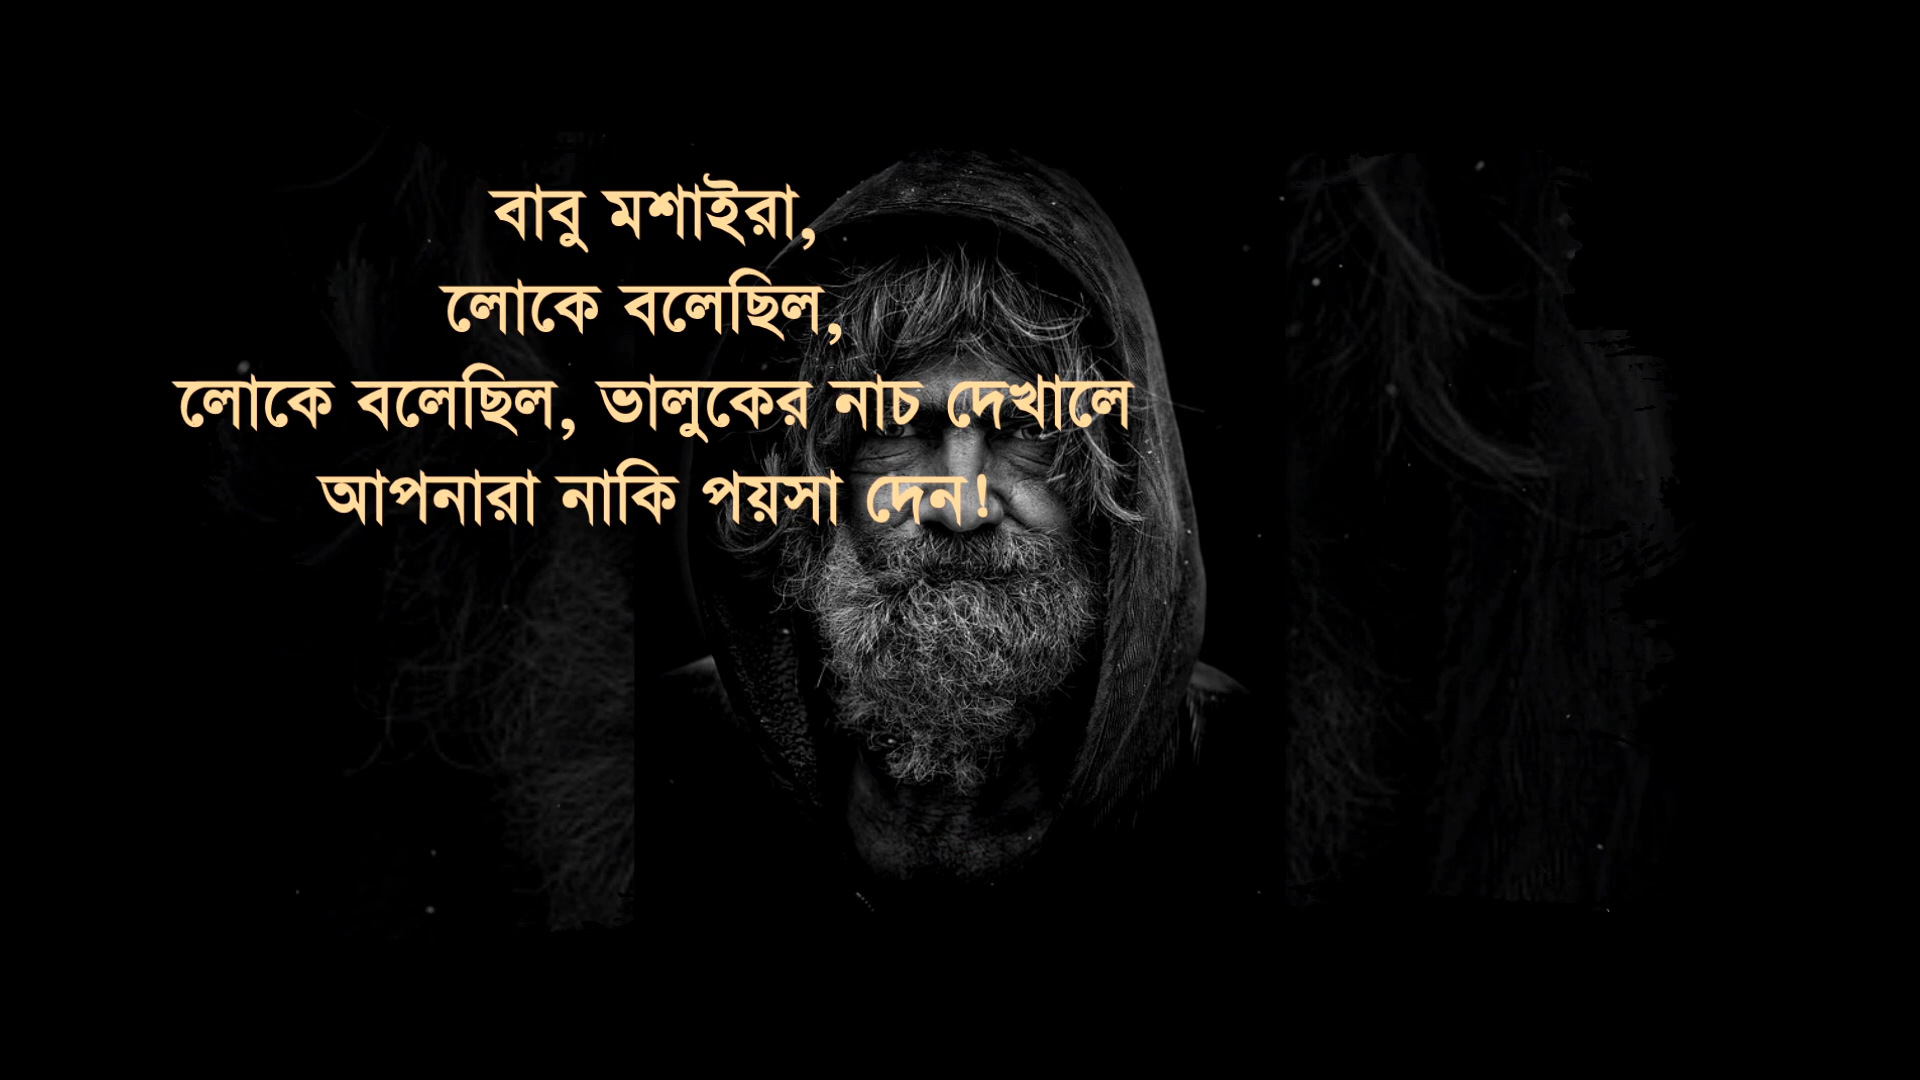 বাবু মশাইরা,
লোকে বলেছিল,
লোকে বলেছিল, ভালুকের নাচ দেখালে
আপনারা নাকি পয়সা দেন!